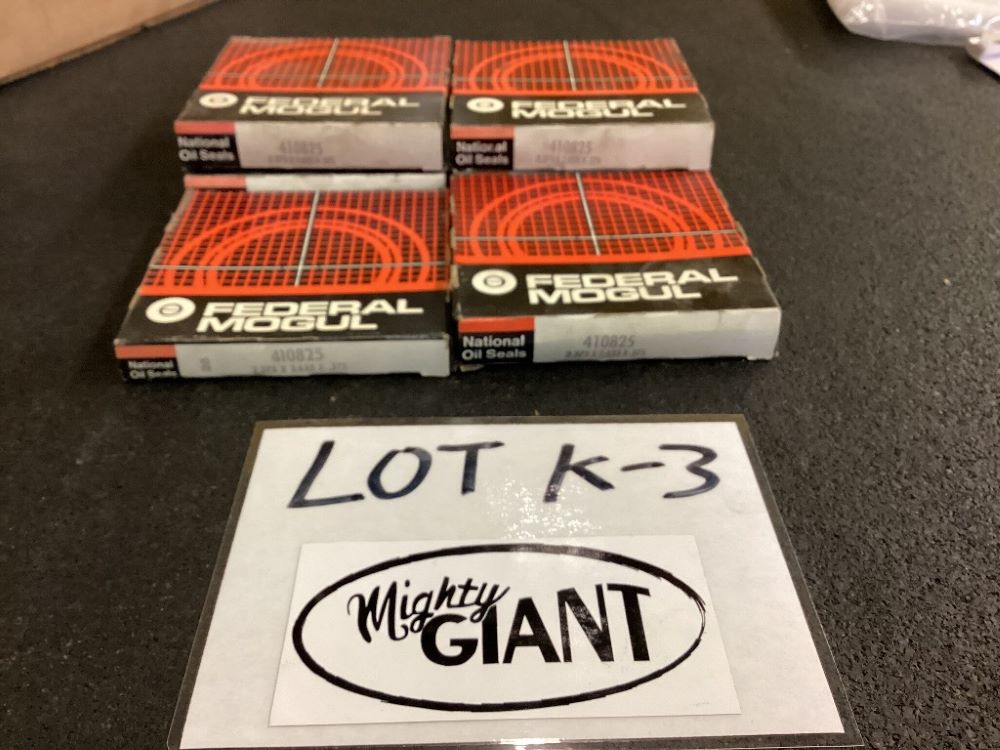 FEDERAL
MOGUL
National
Oil Seals
410825
FEDERAL
MOGUL
National
Oil Seals
410825
FEDERAL
MOGUL
National
Oil Seals
410825
FEDERAL
MOGUL
National
Oil Seals
410825
LOT K-3
Mighty
GIANT